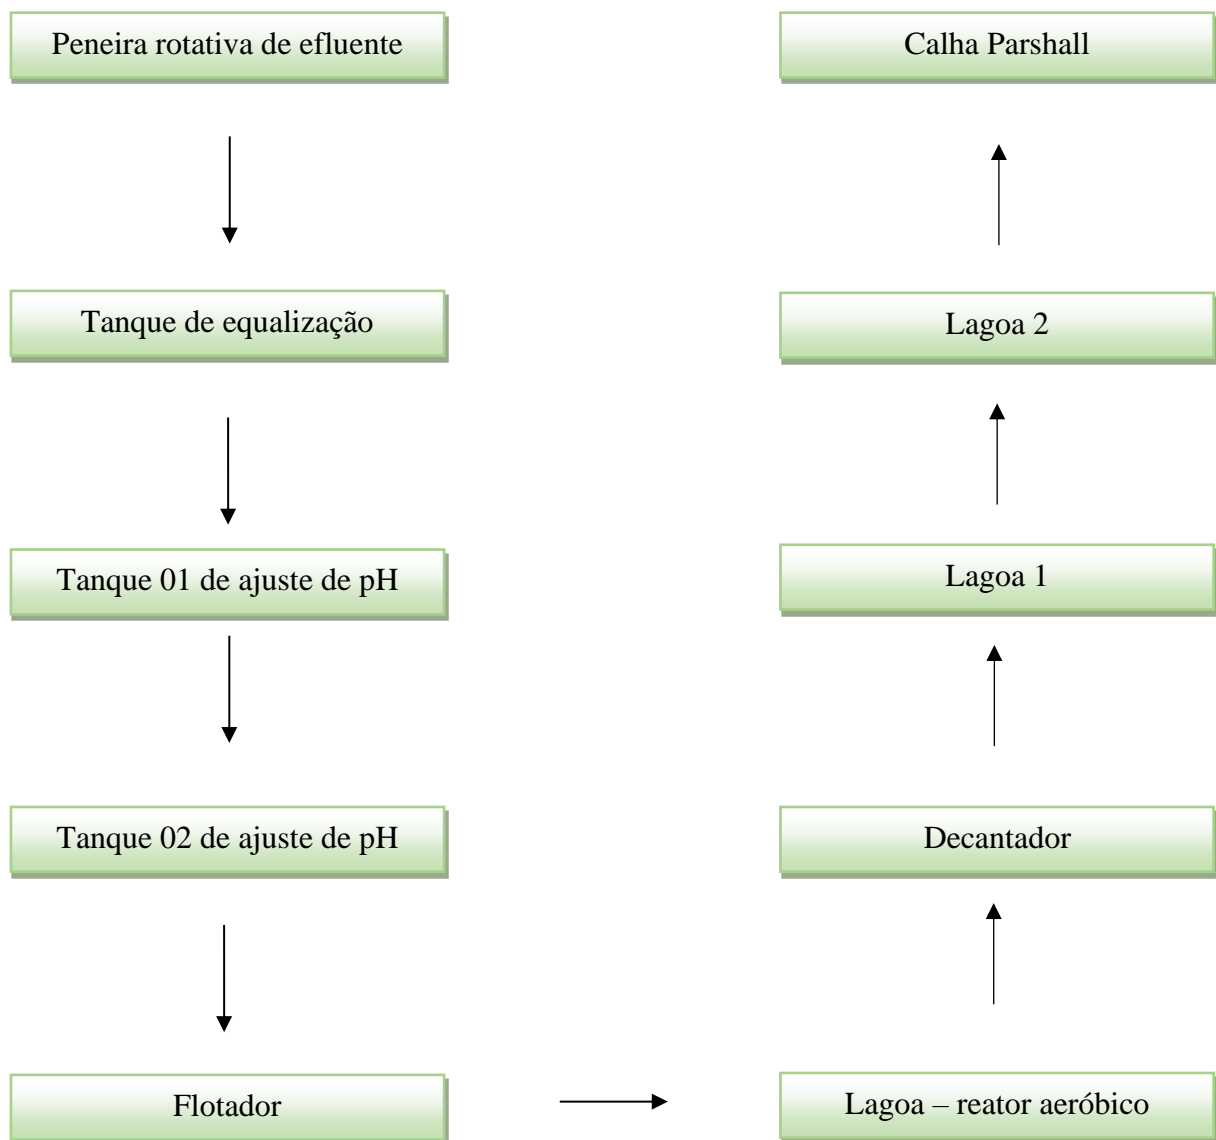 Peneira rotativa de efluente
Tanque de equalização
Tanque 01 de ajuste de pH
Tanque 02 de ajuste de pH
Flotador
Lagoa – reator aeróbico
Decantador
Lagoa 1
Lagoa 2
Calha Parshall